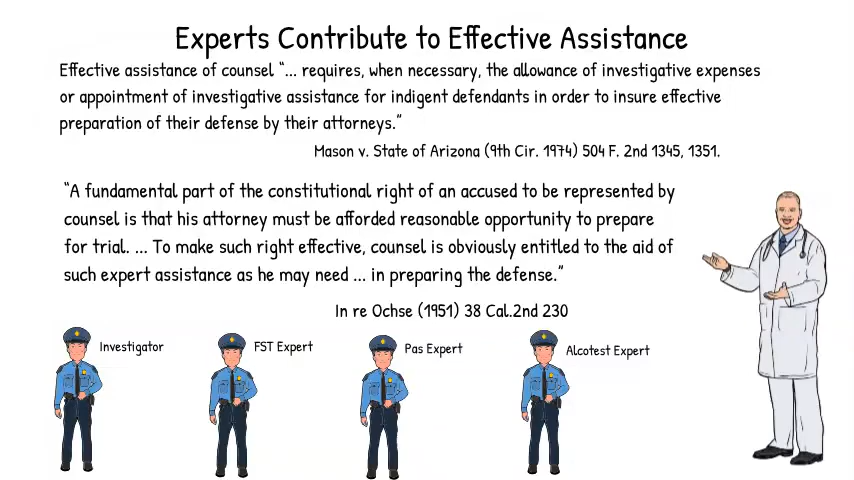 Experts Contribute to Effective Assistance
Effective assistance of counsel “... requires, when necessary, the allowance of investigative expenses
or appointment of investigative assistance for indigent defendants in order to insure effective
preparation of their defense by their attorneys.”
Mason v. State of Arizona (9th Cir. 1974) 504 F. 2nd 1345, 1351.
“A fundamental part of the constitutional right of an accused to be represented by
counsel is that his attorney must be afforded reasonable opportunity to prepare
for trial. ... To make such right effective, counsel is obviously entitled to the aid of
such expert assistance as he may need ... in preparing the defense.”
In re Ochse (1951) 38 Cal.2nd 230
Investigator
FST Expert
Pas Expert
Alcotest Expert